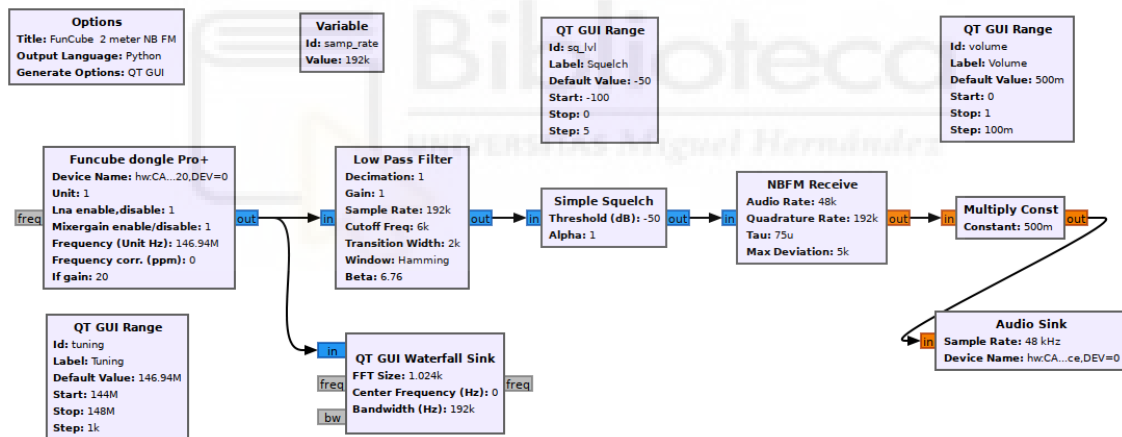 Biblioteca
UNIVERSITAS Miguel Hernández
Options
Title: FunCube 2 meter NB FM
Output Language: Python
Generate Options: QT GUI
Variable
Id: samp_rate
Value: 192k
QT GUI Range
Id: sq_lvl
Label: Squelch
Default Value: -50
Start: -100
Stop: 0
Step: 5
QT GUI Range
Id: volume
Label: Volume
Default Value: 500m
Start: 0
Stop: 1
Step: 100m
Funcube dongle Pro+
Device Name: hw:CA...20,DEV=0
Unit: 1
Lna enable,disable: 1
Mixergain enable/disable: 1
Frequency (Unit Hz): 146.94M
Frequency corr. (ppm): 0
If gain: 20
freq
out
Low Pass Filter
Decimation: 1
Gain: 1
Sample Rate: 192k
Cutoff Freq: 6k
Transition Width: 2k
Window: Hamming
Beta: 6.76
in
out
Simple Squelch
Threshold (dB): -50
Alpha: 1
in
out
NBFM Receive
Audio Rate: 48k
Quadrature Rate: 192k
Tau: 75u
Max Deviation: 5k
in
out
Multiply Const
Constant: 500m
in
out
QT GUI Range
Id: tuning
Label: Tuning
Default Value: 146.94M
Start: 144M
Stop: 148M
Step: 1k
QT GUI Waterfall Sink
FFT Size: 1.024k
Center Frequency (Hz): 0
Bandwidth (Hz): 192k
in
freq
bw
freq
Audio Sink
Sample Rate: 48 kHz
Device Name: hw:CA...ce,DEV=0
in